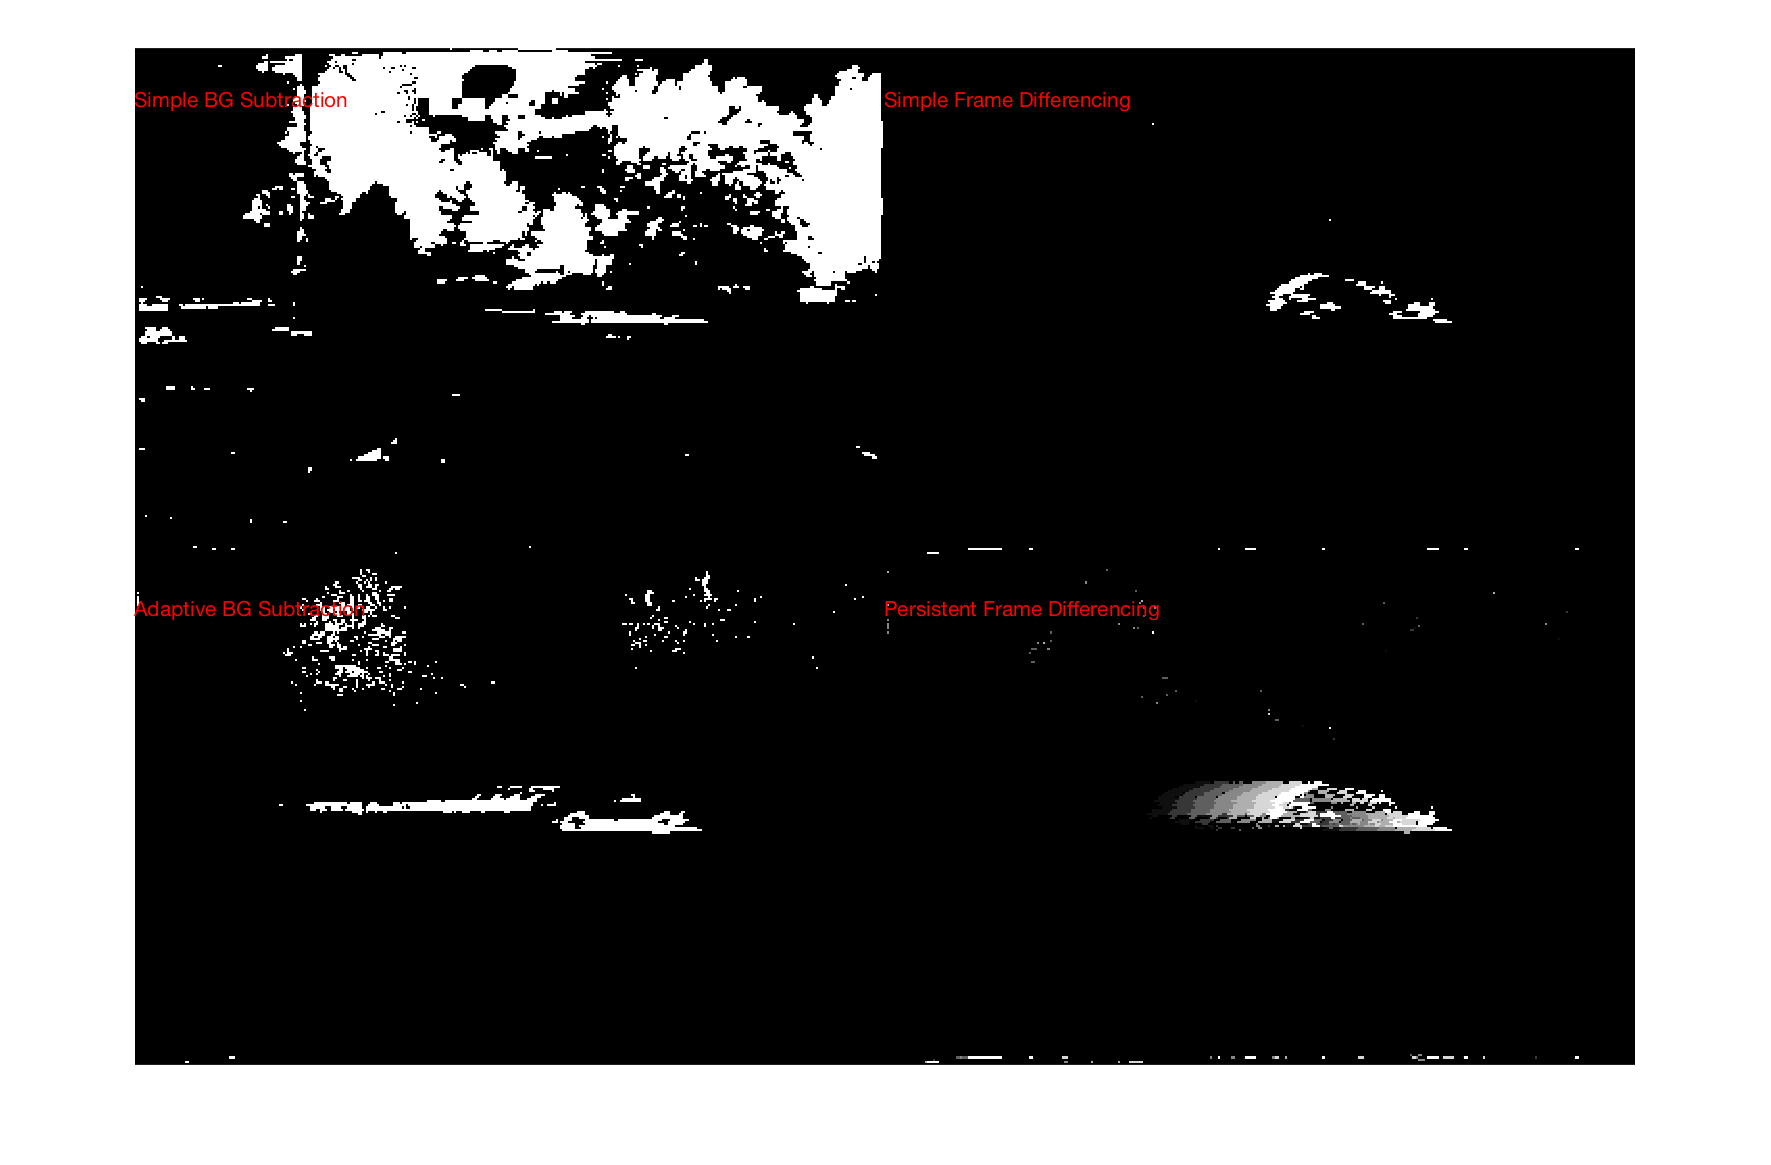 Simple BG Subtraction
Simple Frame Differencing
Adaptive BG Subtraction
Persistent Frame Differencing